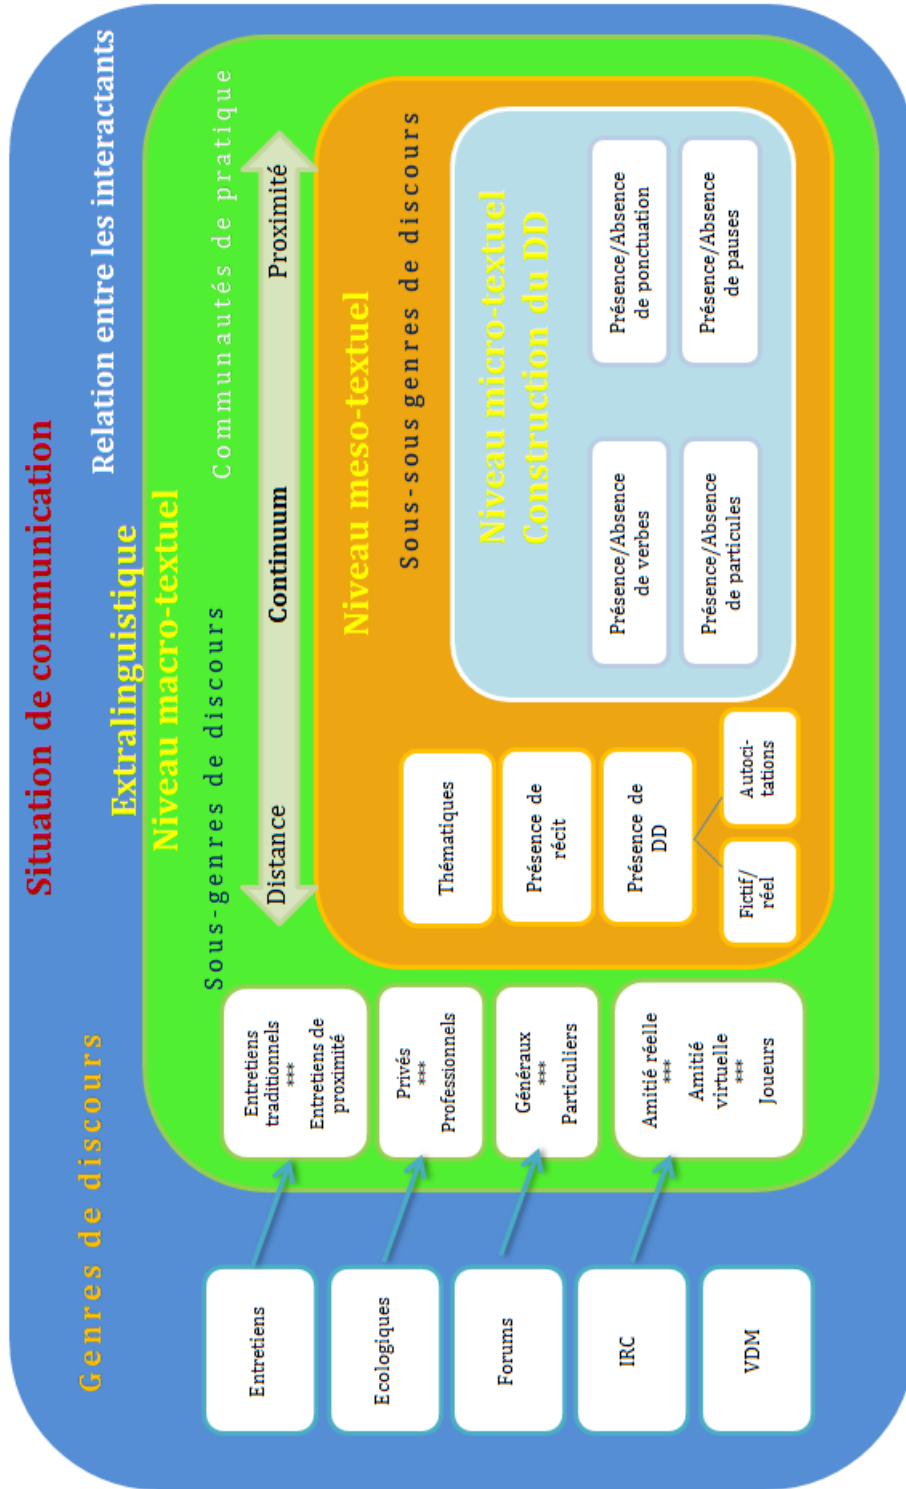 Situation de communication
Genres de discours
Extralinguistique
Relation entre les interactants
Niveau macro-textuel
Sous-genres de discours
Communautés de pratique
Distance
Continuum
Proximité
Entretiens
Ecologiques
Forums
IRC
VDM
Entretiens
traditionnels
***
Entretiens de
proximité
Privés
***
Professionnels
Généraux
***
Particuliers
Amitié réelle
***
Amitié
virtuelle
***
Joueurs
Niveau meso-textuel
Sous-sous genres de discours
Thématiques
Présence de
récit
Présence de
DD
Fictif/
réel
Autoci-
tations
Niveau micro-textuel
Construction du DD
Présence/Absence
de verbes
Présence/Absence
de ponctuation
Présence/Absence
de particules
Présence/Absence
de pauses